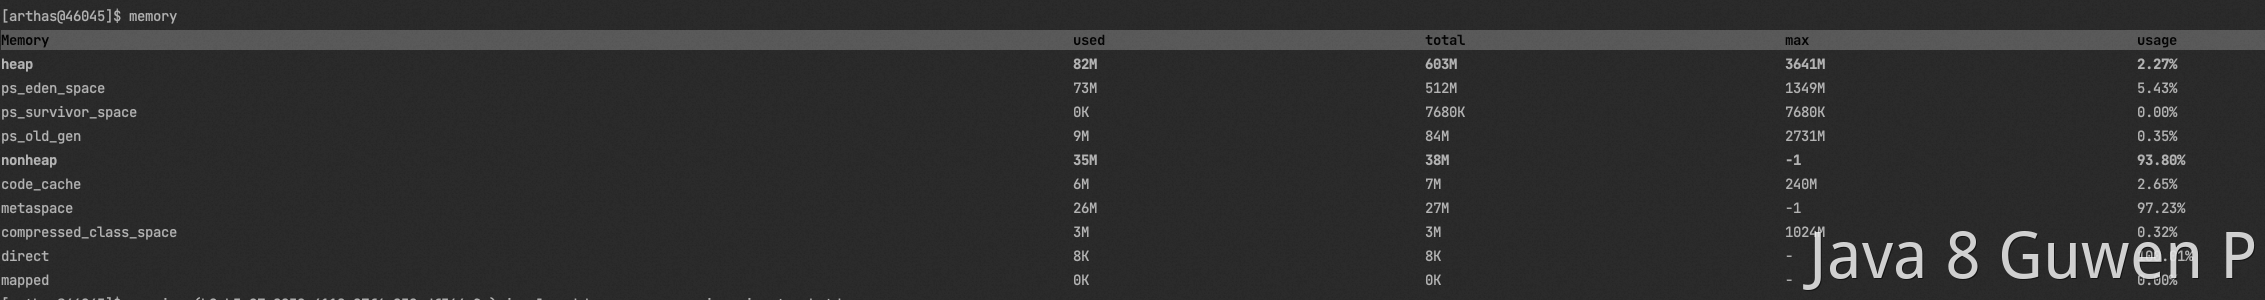 [arthas@46045]$ memory
Memory used total max usage
heap 82M 603M 3641M 2.27%
ps_eden_space 73M 512M 1349M 5.43%
ps_survivor_space 0K 7680K 7680K 0.00%
ps_old_gen 9M 84M 2731M 0.35%
nonheap 35M 38M -1 93.80%
code_cache 6M 7M 240M 2.65%
metaspace 26M 27M -1 97.23%
compressed_class_space 3M 3M 1024M 0.32%
direct 8K 8K -
mapped 0K 0K - 0.00%
Java 8 Guwen P